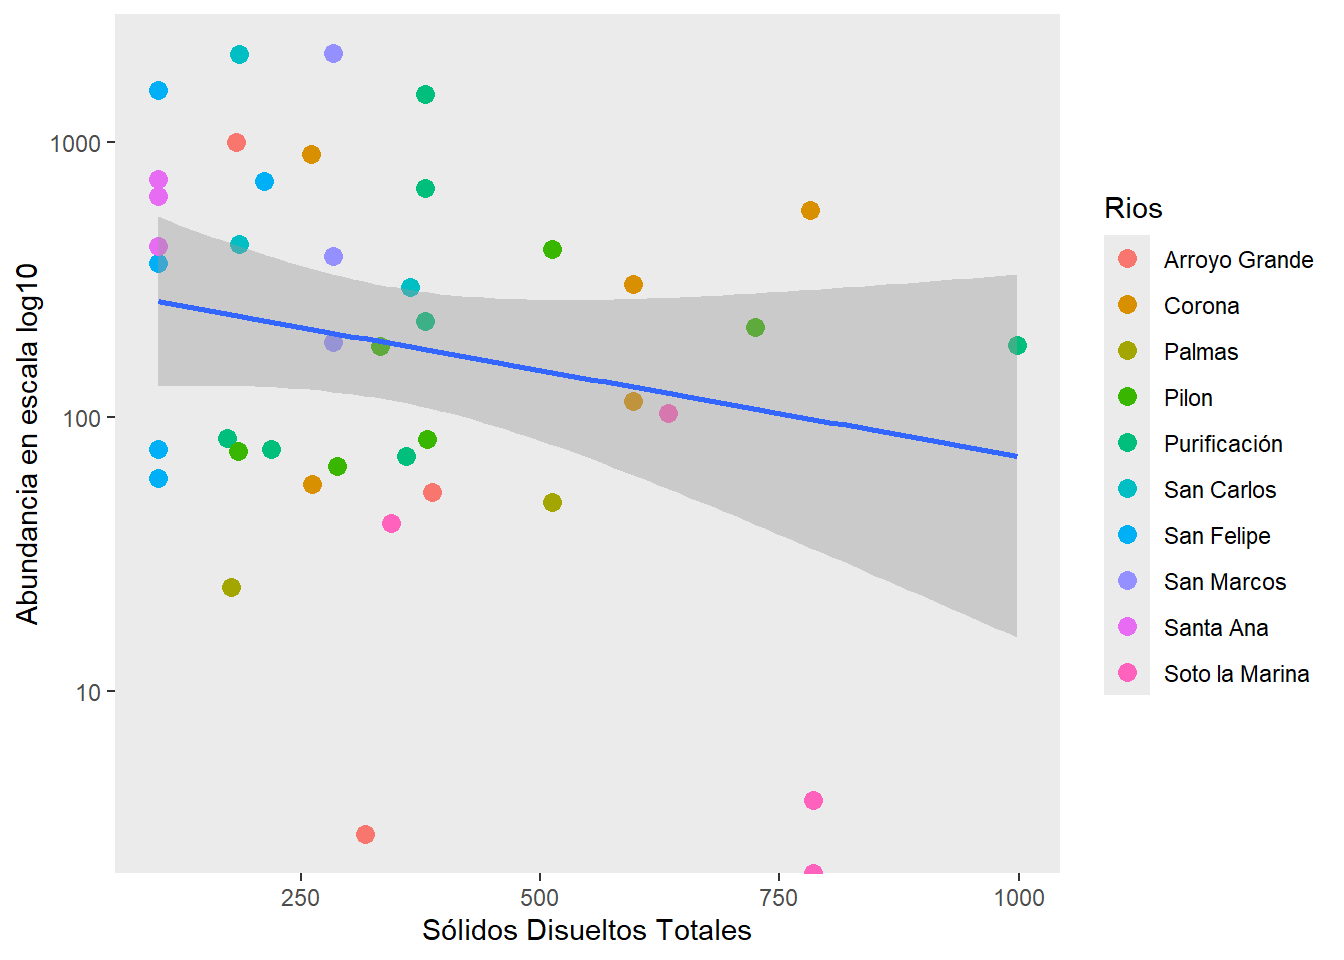 1000
100
10
Abundancia en escala log10
250 500 750 1000
Sólidos Disueltos Totales
Rios
Arroyo Grande
Corona
Palmas
Pilon
Purificación
San Carlos
San Felipe
San Marcos
Santa Ana
Soto la Marina